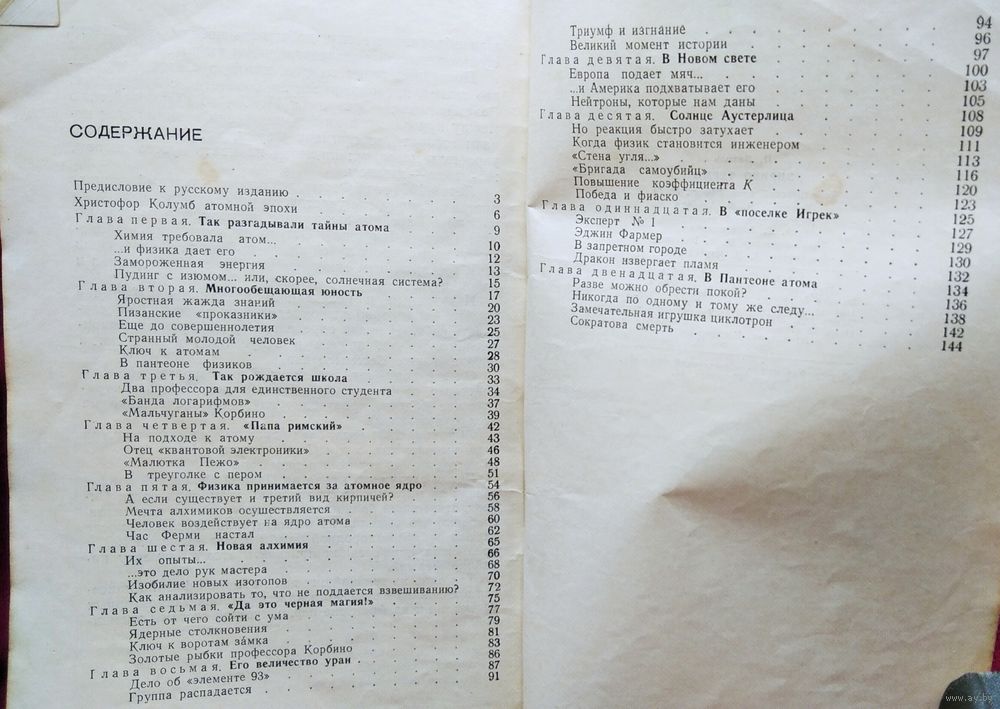 СОДЕРЖАНИЕ
Предисловие к русскому изданию . 3
Христофор Колумб атомной эпохи 6
Глава первая. Так разгадывали тайны атома 9
Химия требовала атом... 10
...и физика дает его 12
Замороженная энергия 13
Пудинг с изюмом... или, скорее, солнечная система? 15
Глава вторая. Многообещающая юность 17
Яростная жажда знаний 20
Пизанские «проказники» 23
Еще до совершеннолетия 25
Странный молодой человек 27
Ключ к атомам 28
В пантеоне физиков 30
Глава третья. Так рождается школа 33
Два профессора для единственного студента 34
«Банда логарифмов» 37
«Мальчуганы» Корбино 39
Глава четвертая. «Папа римский» 42
На подходе к атому 43
Отец «квантовой электроники» 46
«Малютка Пежо» 48
В треуголке с пером 51
Глава пятая. Физика принимается за атомное ядро 54
А если существует и третий вид кирпичей? 56
Мечта алхимиков осуществляется 58
Человек воздействует на ядро атома 60
Час Ферми настал 62
Глава шестая. Новая алхимия 65
Их опыты... 66
...это дело рук мастера 68
Изобилие новых изотопов 70
Как анализировать то, что не поддается взвешиванию? 72
Глава седьмая. «Да это черная магия!» 75
Есть от чего сойти с ума 77
Ядерные столкновения 79
Ключ к воротам за́мка 81
Золотые рыбки профессора Корбино 83
Глава восьмая. Его величество уран 86
Дело об «элементе 93» 87
Группа распадается 91
Триумф и изгнание 94
Великий момент истории 96
Глава девятая. В Новом свете 97
Европа подает мяч... 100
...и Америка подхватывает его 103
Нейтроны, которые нам даны 105
Глава десятая. Солнце Аустерлица 108
Но реакция быстро затухает 109
Когда физик становится инженером 111
«Стена угля...» 113
«Бригада самоубийц» 116
Повышение коэффициента K 120
Победа и фиаско 123
Глава одиннадцатая. В «поселке Игрек» 125
Эксперт № 1 127
Эджин Фармер 129
В запретном городе 130
Дракон извергает пламя 132
Глава двенадцатая. В Пантеоне атома 134
Разве можно обрести покой? 136
Никогда по одному и тому же следу... 138
Замечательная игрушка циклотрон 142
Сократова смерть 144
www.ay.by